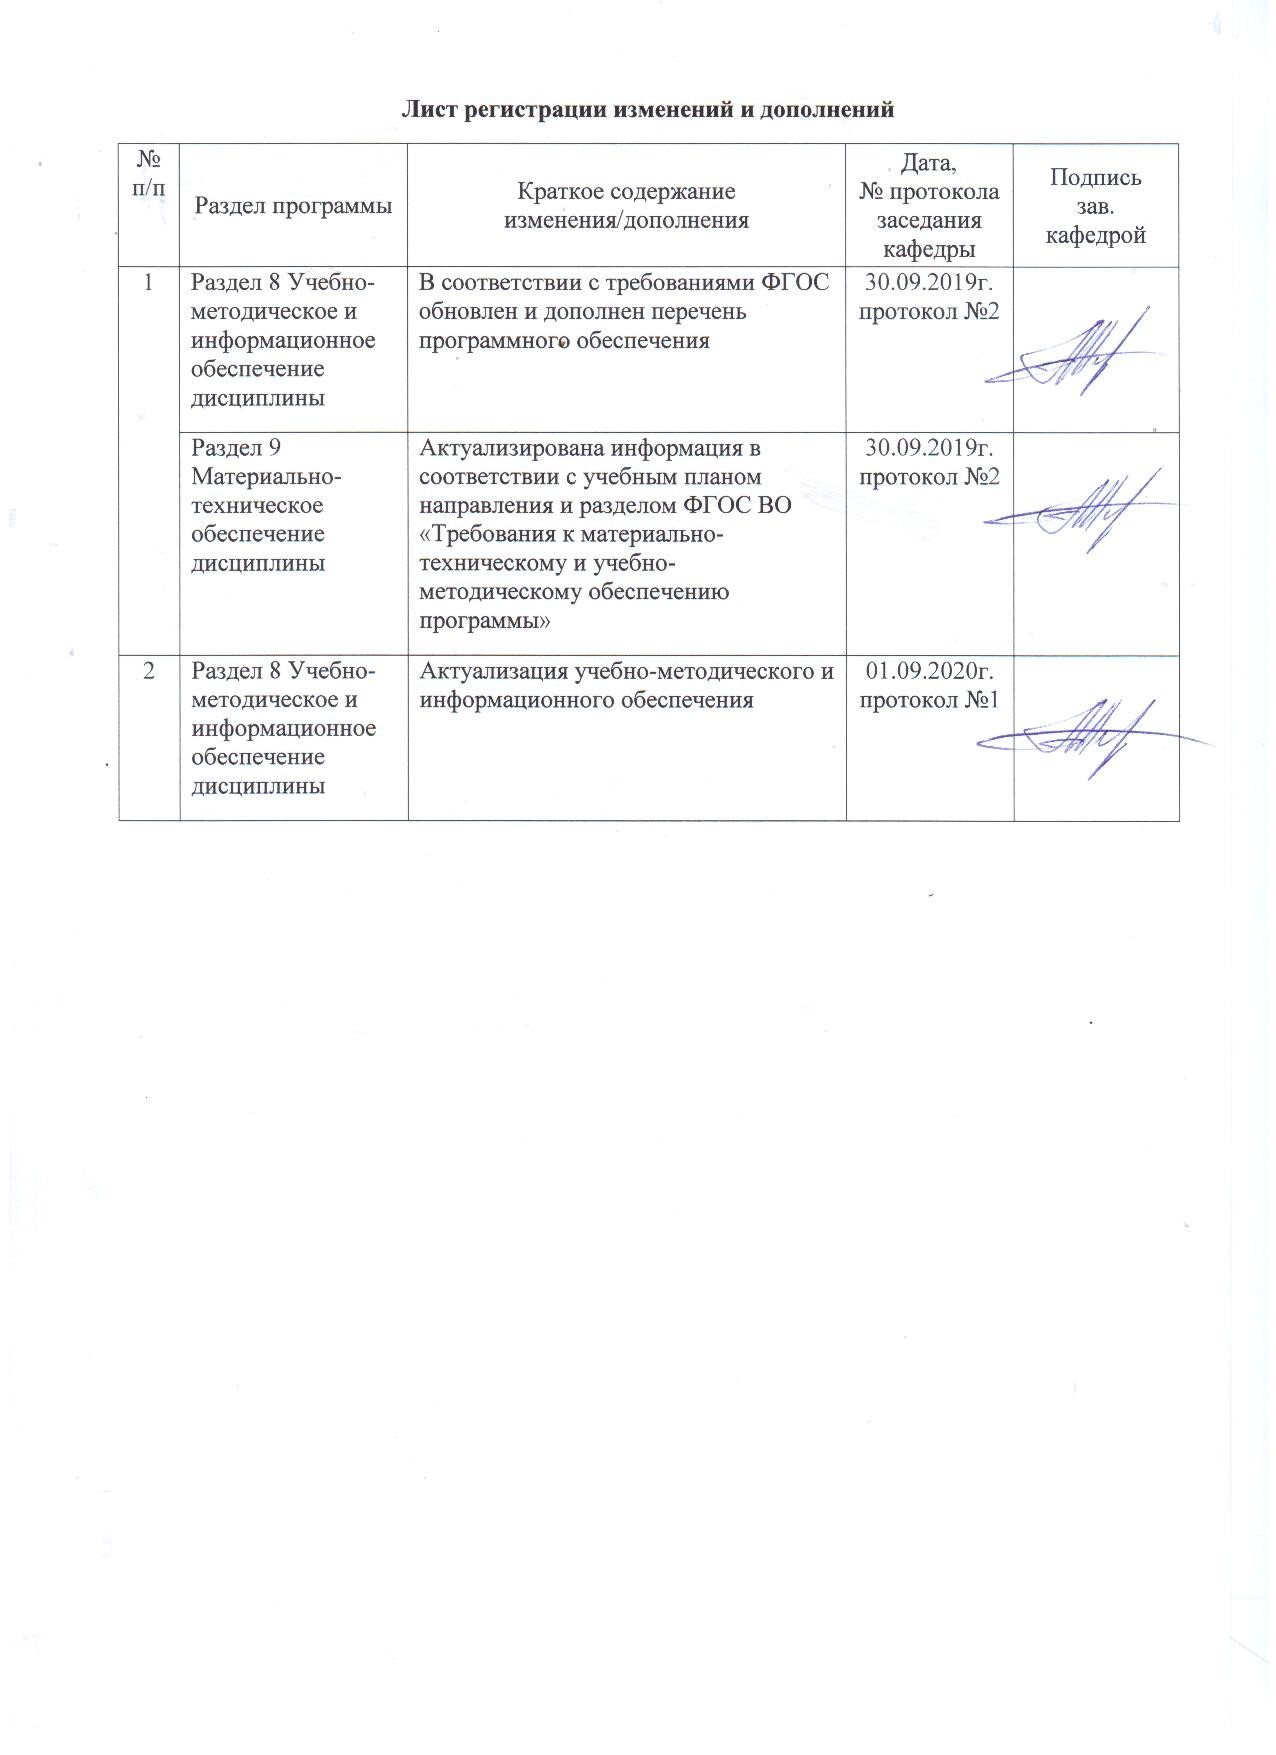 Лист регистрации изменений и дополнений
№
п/п
Раздел программы
Краткое содержание
изменения/дополнения
Дата,
№ протокола
заседания
кафедры
Подпись
зав.
кафедрой
1
Раздел 8 Учебно-
методическое и
информационное
обеспечение
дисциплины
В соответствии с требованиями ФГОС
обновлен и дополнен перечень
программного обеспечения
30.09.2019г.
протокол №2
Раздел 9
Материально-
техническое
обеспечение
дисциплины
Актуализирована информация в
соответствии с учебным планом
направления и разделом ФГОС ВО
«Требования к материально-
техническому и учебно-
методическому обеспечению
программы»
30.09.2019г.
протокол №2
2
Раздел 8 Учебно-
методическое и
информационное
обеспечение
дисциплины
Актуализация учебно-методического и
информационного обеспечения
01.09.2020г.
протокол №1